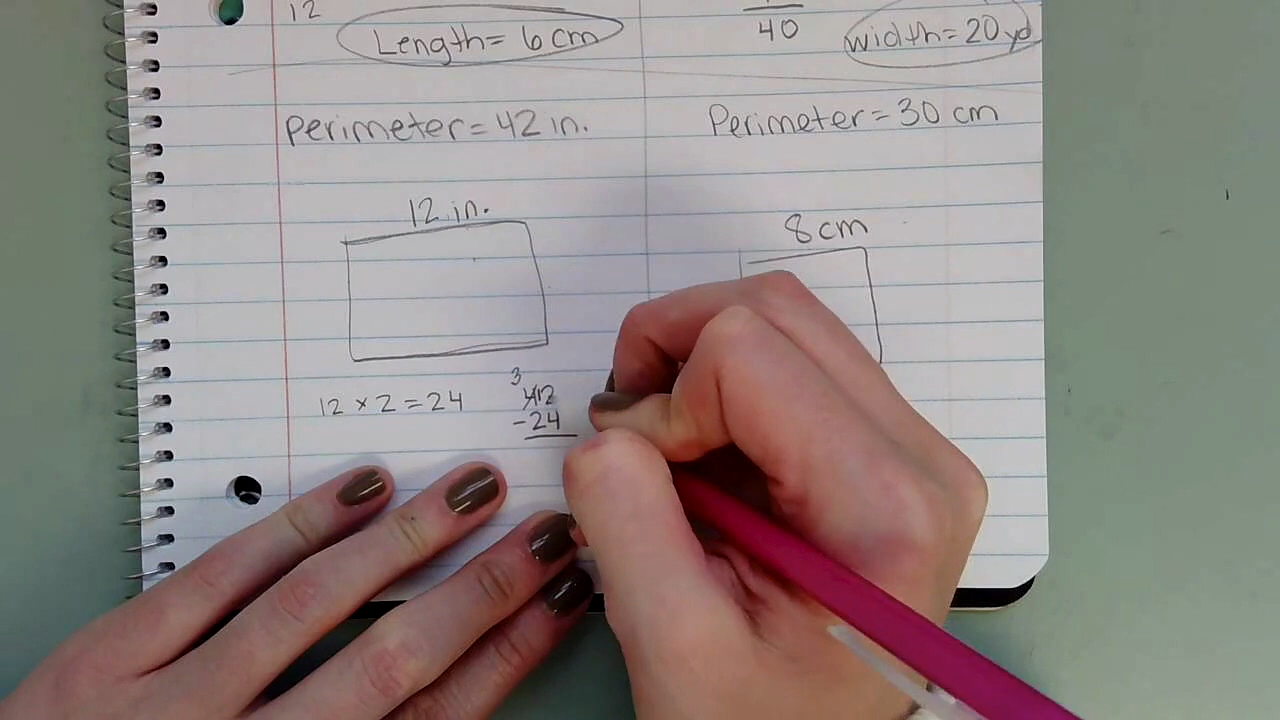 12
Length = 6 cm
40
width = 20 yd
perimeter = 42 in.
Perimeter = 30 cm
12 in.
8 cm
12 × 2 = 24
3
412
-24